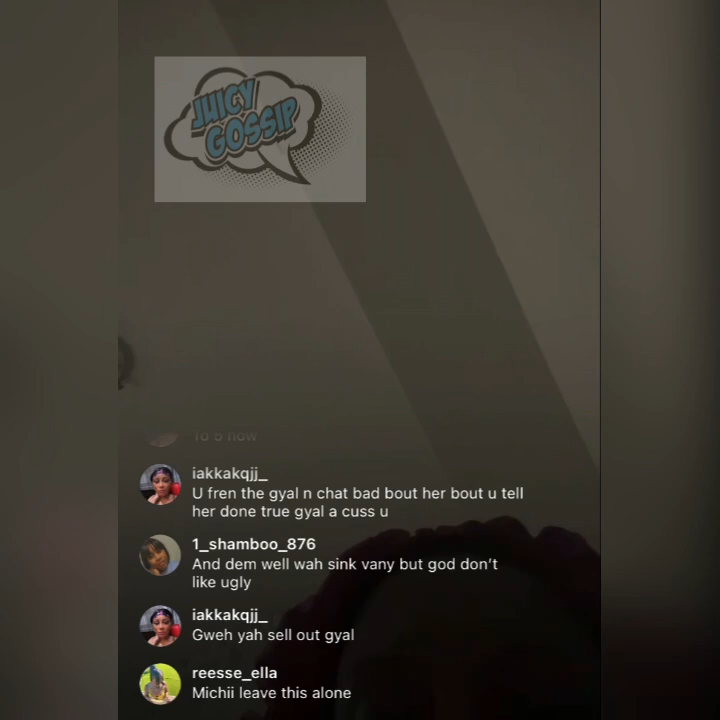 JUICY
GOSSIP
To 5 now
iakkakqjj_
U fren the gyal n chat bad bout her bout u tell
her done true gyal a cuss u
1_shamboo_876
And dem well wah sink vany but god don't
like ugly
iakkakqjj_
Gweh yah sell out gyal
reesse_ella
Michii leave this alone